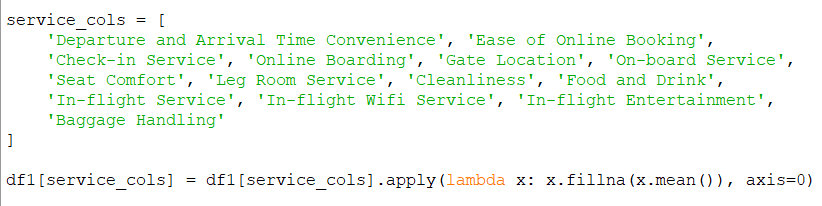 service_cols = [
    'Departure and Arrival Time Convenience', 'Ease of Online Booking',
    'Check-in Service', 'Online Boarding', 'Gate Location', 'On-board Service',
    'Seat Comfort', 'Leg Room Service', 'Cleanliness', 'Food and Drink',
    'In-flight Service', 'In-flight Wifi Service', 'In-flight Entertainment',
    'Baggage Handling'
]
df1[service_cols] = df1[service_cols].apply(lambda x: x.fillna(x.mean()), axis=0)